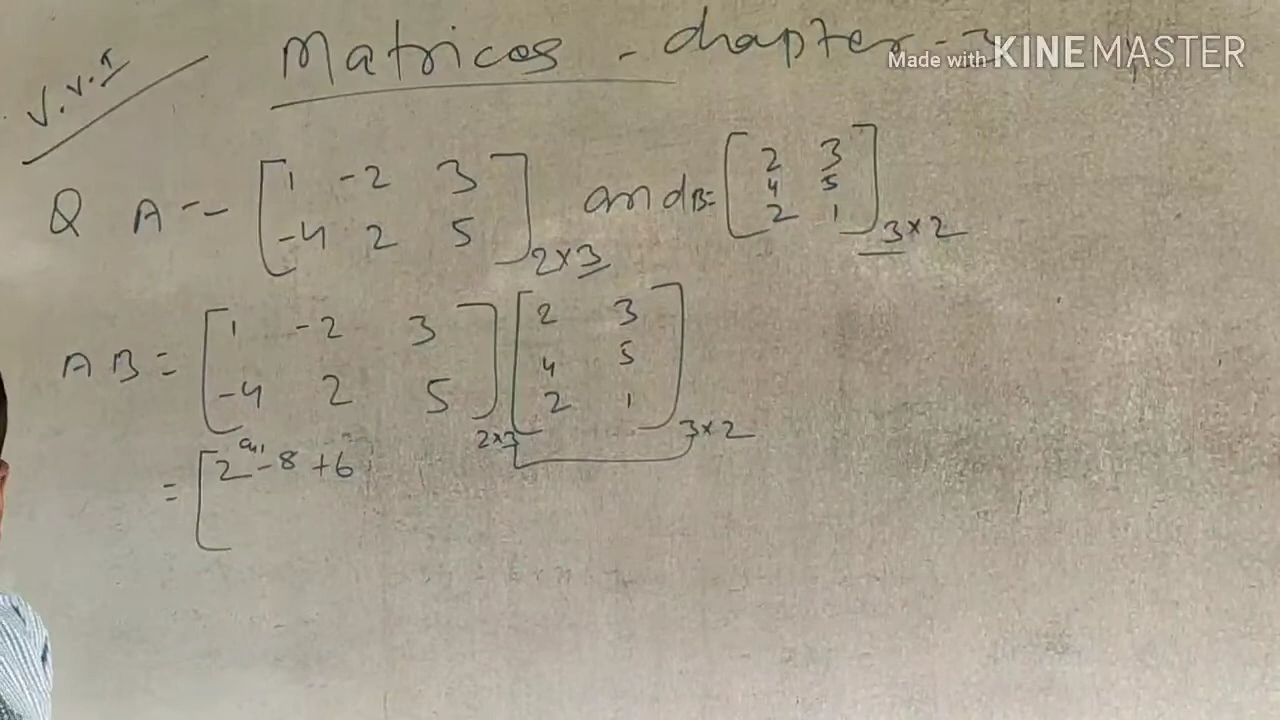 V.V.I
Matrices - chapter - 3
Made with KINEMASTER
Q A = [1 -2 3 and B = [2 3
4 5
-4 2 5] 2×3 2 1] 3×2
AB = [1 -2 3 [2 3
4 5
-4 2 5] 2×3 2 1] 3×2
a11
= [2 -8 +6